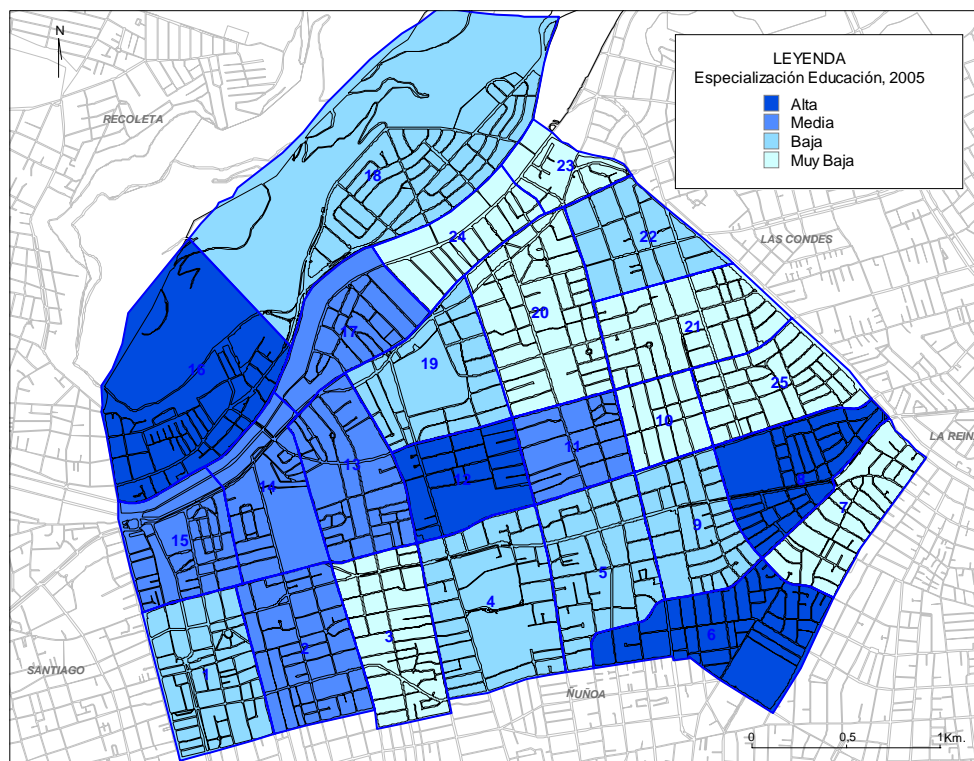 N
LEYENDA
Especialización Educación, 2005
Alta
Media
Baja
Muy Baja
RECOLETA
23
18
24
22
LAS CONDES
20
17
21
19
16
25
10
LA REIN
11
13
12
8
14
7
9
15
5
4
6
3
2
1
SANTIAGO
ÑUÑOA
0
0,5
1Km.